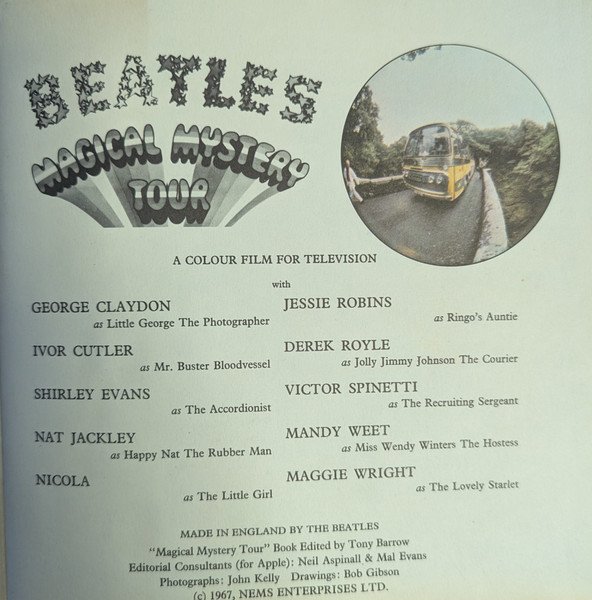 BEATLES
MAGICAL MYSTERY
TOUR
A COLOUR FILM FOR TELEVISION
with
GEORGE CLAYDON
as Little George The Photographer
IVOR CUTLER
as Mr. Buster Bloodvessel
SHIRLEY EVANS
as The Accordionist
NAT JACKLEY
as Happy Nat The Rubber Man
NICOLA
as The Little Girl
JESSIE ROBINS
as Ringo's Auntie
DEREK ROYLE
as Jolly Jimmy Johnson The Courier
VICTOR SPINETTI
as The Recruiting Sergeant
MANDY WEET
as Miss Wendy Winters The Hostess
MAGGIE WRIGHT
as The Lovely Starlet
MADE IN ENGLAND BY THE BEATLES
"Magical Mystery Tour" Book Edited by Tony Barrow
Editorial Consultants (for Apple): Neil Aspinall & Mal Evans
Photographs: John Kelly Drawings: Bob Gibson
(c) 1967, NEMS ENTERPRISES LTD.